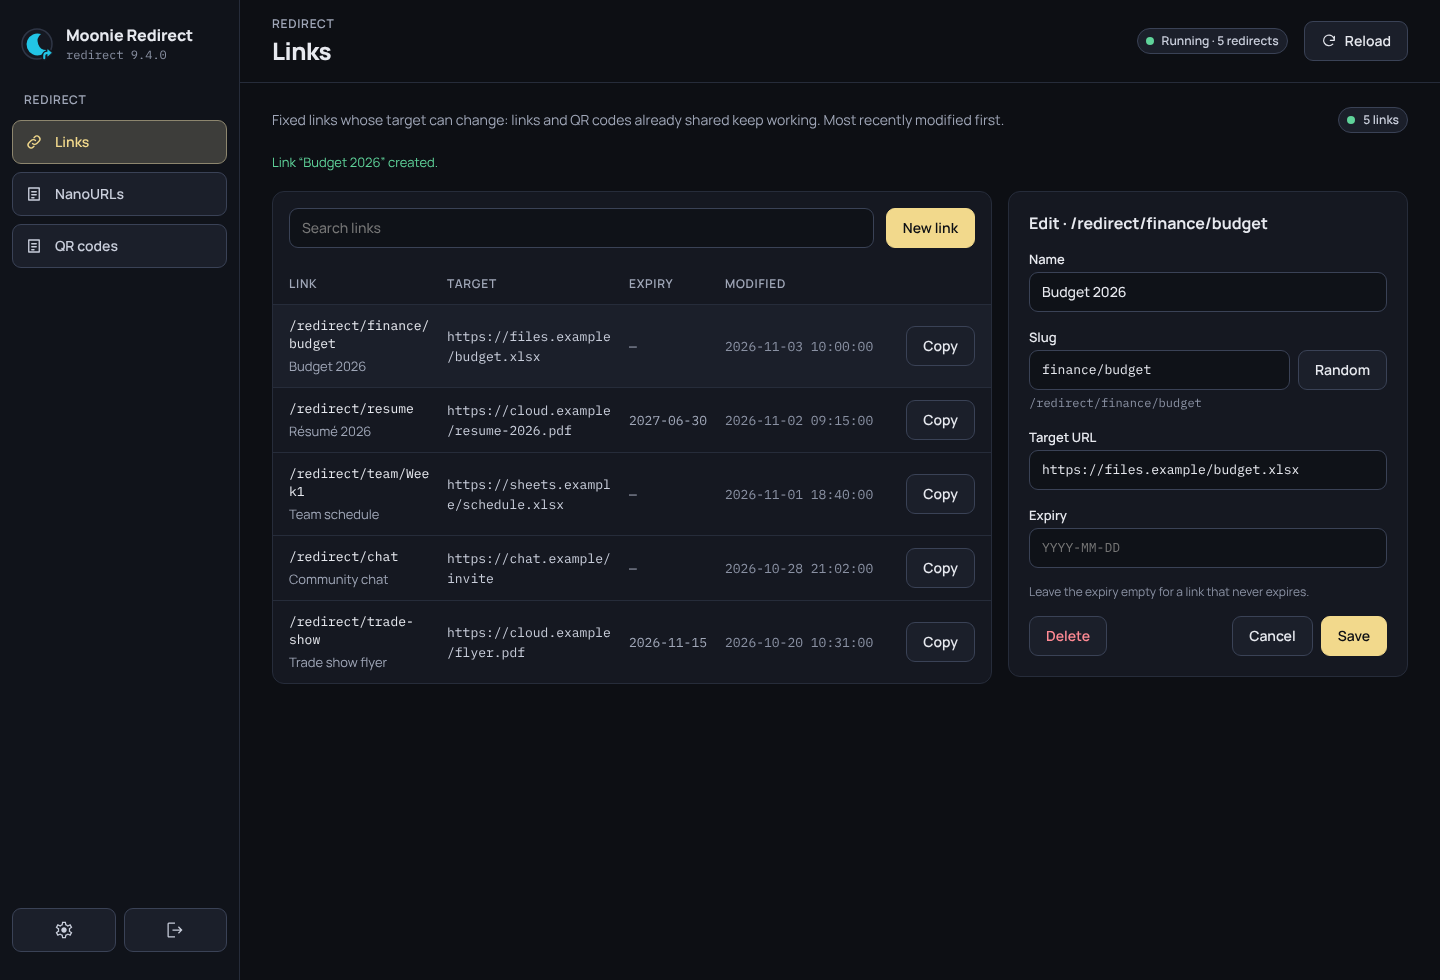 Moonie Redirect
redirect 9.4.0
REDIRECT
Links
NanoURLs
QR codes
REDIRECT
Links
Running · 5 redirects
Reload
Fixed links whose target can change: links and QR codes already shared keep working. Most recently modified first.
5 links
Link “Budget 2026” created.
Search links
New link
LINK TARGET EXPIRY MODIFIED
/redirect/finance/
budget
Budget 2026
https://files.example
/budget.xlsx
—
2026-11-03 10:00:00
Copy
/redirect/resume
Résumé 2026
https://cloud.example
/resume-2026.pdf
2027-06-30
2026-11-02 09:15:00
Copy
/redirect/team/Wee
k1
Team schedule
https://sheets.exampl
e/schedule.xlsx
—
2026-11-01 18:40:00
Copy
/redirect/chat
Community chat
https://chat.example/
invite
—
2026-10-28 21:02:00
Copy
/redirect/trade-
show
Trade show flyer
https://cloud.example
/flyer.pdf
2026-11-15
2026-10-20 10:31:00
Copy
Edit · /redirect/finance/budget
Name
Budget 2026
Slug
finance/budget
Random
/redirect/finance/budget
Target URL
https://files.example/budget.xlsx
Expiry
YYYY-MM-DD
Leave the expiry empty for a link that never expires.
Delete
Cancel
Save